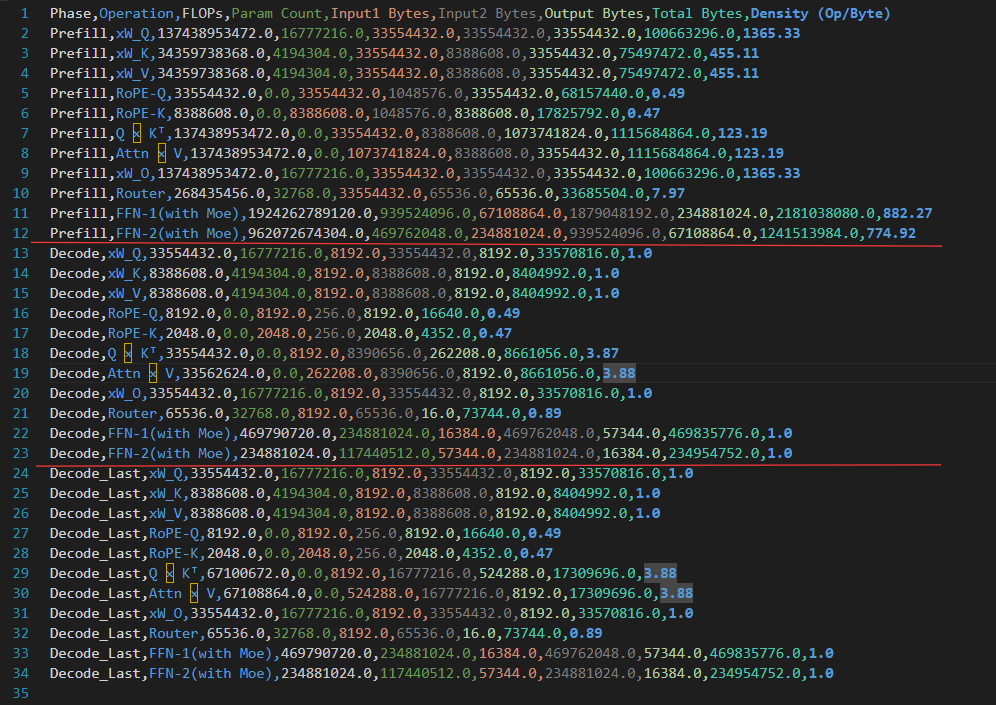 1 Phase,Operation,FLOPs,Param Count,Input1 Bytes,Input2 Bytes,Output Bytes,Total Bytes,Density (Op/Byte)
2 Prefill,xW_Q,137438953472.0,16777216.0,33554432.0,33554432.0,33554432.0,100663296.0,1365.33
3 Prefill,xW_K,34359738368.0,4194304.0,33554432.0,8388608.0,33554432.0,75497472.0,455.11
4 Prefill,xW_V,34359738368.0,4194304.0,33554432.0,8388608.0,33554432.0,75497472.0,455.11
5 Prefill,RoPE-Q,33554432.0,0.0,33554432.0,1048576.0,33554432.0,68157440.0,0.49
6 Prefill,RoPE-K,8388608.0,0.0,8388608.0,1048576.0,8388608.0,17825792.0,0.47
7 Prefill,Q × Kᵀ,137438953472.0,0.0,33554432.0,8388608.0,1073741824.0,1115684864.0,123.19
8 Prefill,Attn × V,137438953472.0,0.0,1073741824.0,8388608.0,33554432.0,1115684864.0,123.19
9 Prefill,xW_O,137438953472.0,16777216.0,33554432.0,33554432.0,33554432.0,100663296.0,1365.33
10 Prefill,Router,268435456.0,32768.0,33554432.0,65536.0,65536.0,33685504.0,7.97
11 Prefill,FFN-1(with Moe),1924262789120.0,939524096.0,67108864.0,1879048192.0,234881024.0,2181038080.0,882.27
12 Prefill,FFN-2(with Moe),962072674304.0,469762048.0,234881024.0,939524096.0,67108864.0,1241513984.0,774.92
13 Decode,xW_Q,33554432.0,16777216.0,8192.0,33554432.0,8192.0,33570816.0,1.0
14 Decode,xW_K,8388608.0,4194304.0,8192.0,8388608.0,8192.0,8404992.0,1.0
15 Decode,xW_V,8388608.0,4194304.0,8192.0,8388608.0,8192.0,8404992.0,1.0
16 Decode,RoPE-Q,8192.0,0.0,8192.0,256.0,8192.0,16640.0,0.49
17 Decode,RoPE-K,2048.0,0.0,2048.0,256.0,2048.0,4352.0,0.47
18 Decode,Q × Kᵀ,33554432.0,0.0,8192.0,8390656.0,262208.0,8661056.0,3.87
19 Decode,Attn × V,33562624.0,0.0,262208.0,8390656.0,8192.0,8661056.0,3.88
20 Decode,xW_O,33554432.0,16777216.0,8192.0,33554432.0,8192.0,33570816.0,1.0
21 Decode,Router,65536.0,32768.0,8192.0,65536.0,16.0,73744.0,0.89
22 Decode,FFN-1(with Moe),469790720.0,234881024.0,16384.0,469762048.0,57344.0,469835776.0,1.0
23 Decode,FFN-2(with Moe),234881024.0,117440512.0,57344.0,234881024.0,16384.0,234954752.0,1.0
24 Decode_Last,xW_Q,33554432.0,16777216.0,8192.0,33554432.0,8192.0,33570816.0,1.0
25 Decode_Last,xW_K,8388608.0,4194304.0,8192.0,8388608.0,8192.0,8404992.0,1.0
26 Decode_Last,xW_V,8388608.0,4194304.0,8192.0,8388608.0,8192.0,8404992.0,1.0
27 Decode_Last,RoPE-Q,8192.0,0.0,8192.0,256.0,8192.0,16640.0,0.49
28 Decode_Last,RoPE-K,2048.0,0.0,2048.0,256.0,2048.0,4352.0,0.47
29 Decode_Last,Q × Kᵀ,67100672.0,0.0,8192.0,16777216.0,524288.0,17309696.0,3.88
30 Decode_Last,Attn × V,67108864.0,0.0,524288.0,16777216.0,8192.0,17309696.0,3.88
31 Decode_Last,xW_O,33554432.0,16777216.0,8192.0,33554432.0,8192.0,33570816.0,1.0
32 Decode_Last,Router,65536.0,32768.0,8192.0,65536.0,16.0,73744.0,0.89
33 Decode_Last,FFN-1(with Moe),469790720.0,234881024.0,16384.0,469762048.0,57344.0,469835776.0,1.0
34 Decode_Last,FFN-2(with Moe),234881024.0,117440512.0,57344.0,234881024.0,16384.0,234954752.0,1.0
35